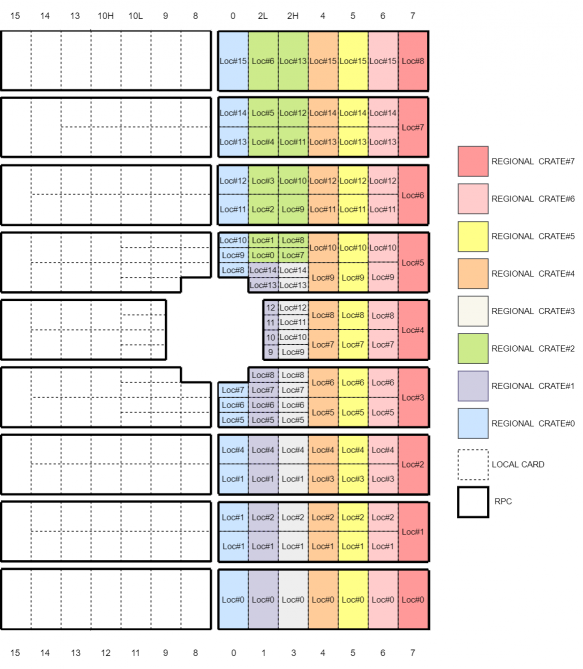 15 14 13 10H 10L 9 8 0 2L 2H 4 5 6 7
Loc#15 Loc#6 Loc#13 Loc#15 Loc#15 Loc#15 Loc#8
Loc#14 Loc#5 Loc#12 Loc#14 Loc#14 Loc#14
Loc#7
Loc#13 Loc#4 Loc#11 Loc#13 Loc#13 Loc#13
REGIONAL CRATE#7
Loc#12 Loc#3 Loc#10 Loc#12 Loc#12 Loc#12
Loc#6
REGIONAL CRATE#6
Loc#11 Loc#2 Loc#9 Loc#11 Loc#11 Loc#11
REGIONAL CRATE#5
Loc#10 Loc#1 Loc#8
Loc#10 Loc#10 Loc#10
Loc#9 Loc#0 Loc#7
Loc#5
Loc#8 Loc#14 Loc#14
REGIONAL CRATE#4
Loc#9 Loc#9 Loc#9
Loc#13 Loc#13
12 Loc#12
REGIONAL CRATE#3
Loc#8 Loc#8 Loc#8
11 Loc#11
Loc#4
10 Loc#10
Loc#7 Loc#7 Loc#7
REGIONAL CRATE#2
9 Loc#9
Loc#8 Loc#8
Loc#6 Loc#6 Loc#6
REGIONAL CRATE#1
Loc#7 Loc#7 Loc#7
Loc#3
Loc#6 Loc#6 Loc#6
Loc#5 Loc#5 Loc#5
Loc#5 Loc#5 Loc#5
REGIONAL CRATE#0
Loc#4 Loc#4 Loc#4 Loc#4 Loc#4 Loc#4
Loc#2
LOCAL CARD
Loc#1 Loc#1 Loc#1 Loc#3 Loc#3 Loc#3
RPC
Loc#1 Loc#2 Loc#2 Loc#2 Loc#2 Loc#2
Loc#1
Loc#1 Loc#1 Loc#1 Loc#1 Loc#1 Loc#1
Loc#0 Loc#0 Loc#0 Loc#0 Loc#0 Loc#0 Loc#0
15 14 13 12 11 9 8 0 1 3 4 5 6 7